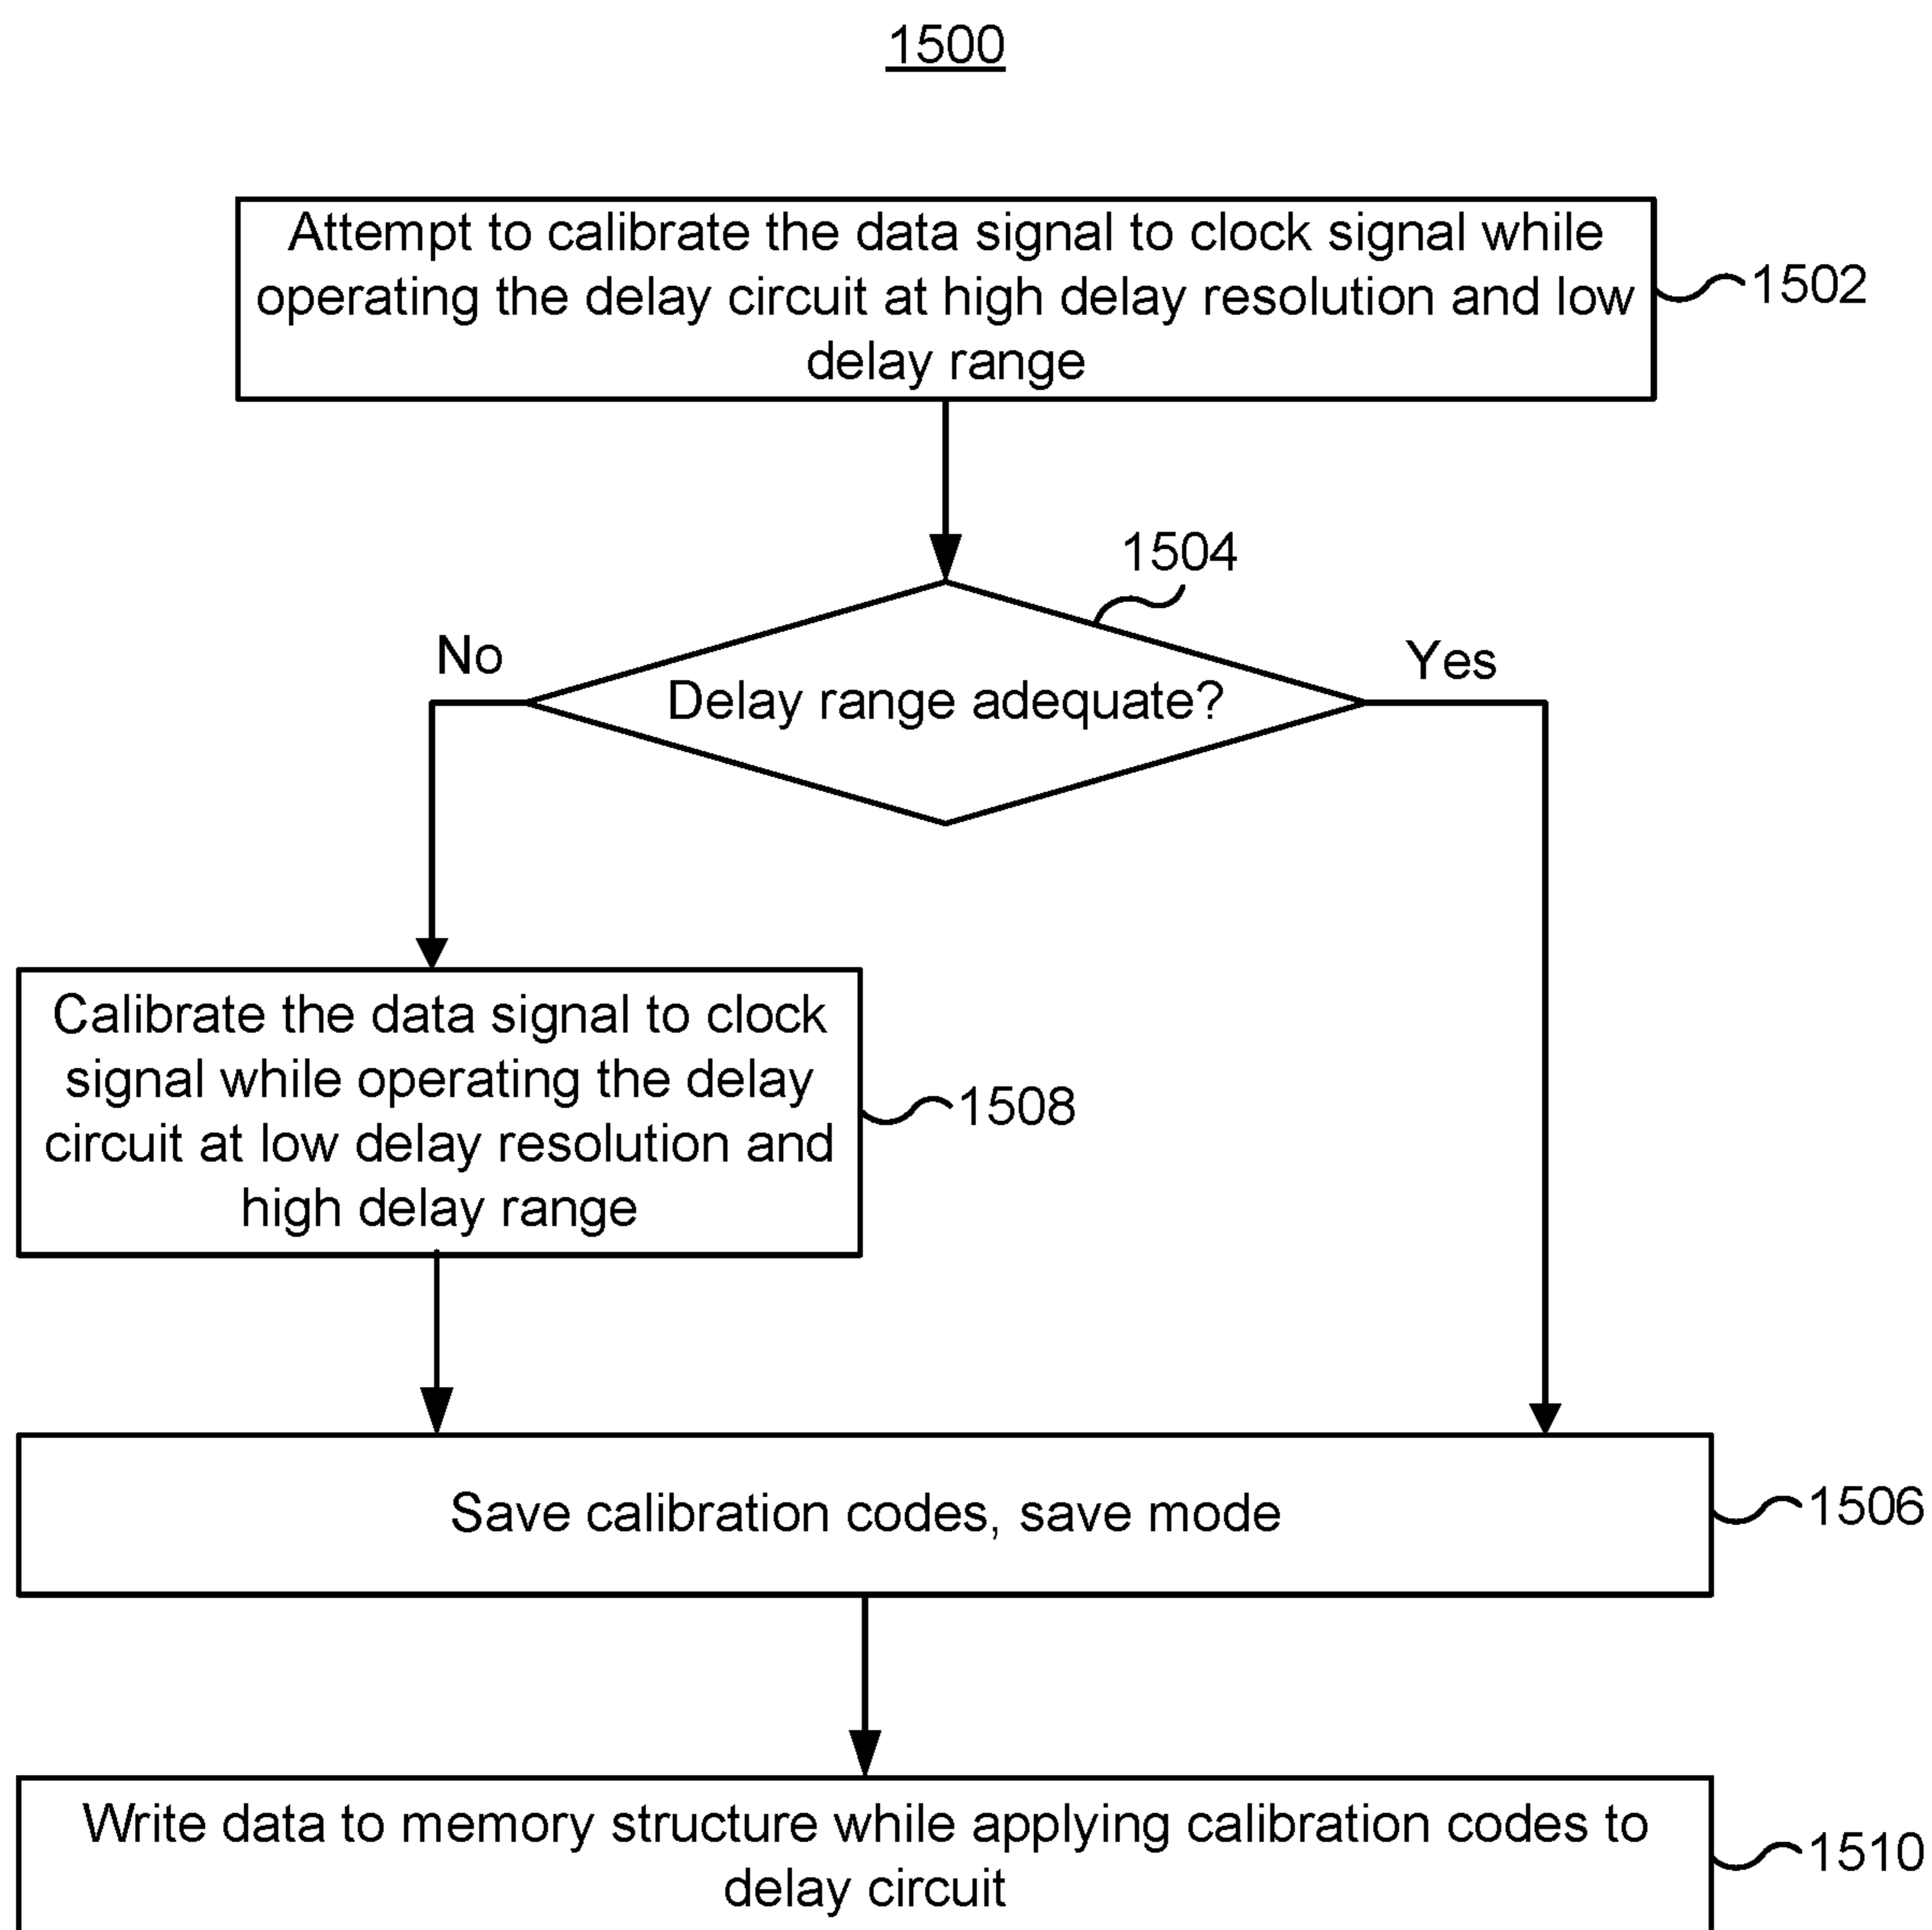 1500
Attempt to calibrate the data signal to clock signal while
operating the delay circuit at high delay resolution and low
delay range
1502
1504
No
Yes
Delay range adequate?
Calibrate the data signal to clock
signal while operating the delay
circuit at low delay resolution and
high delay range
1508
Save calibration codes, save mode
1506
Write data to memory structure while applying calibration codes to
delay circuit
1510